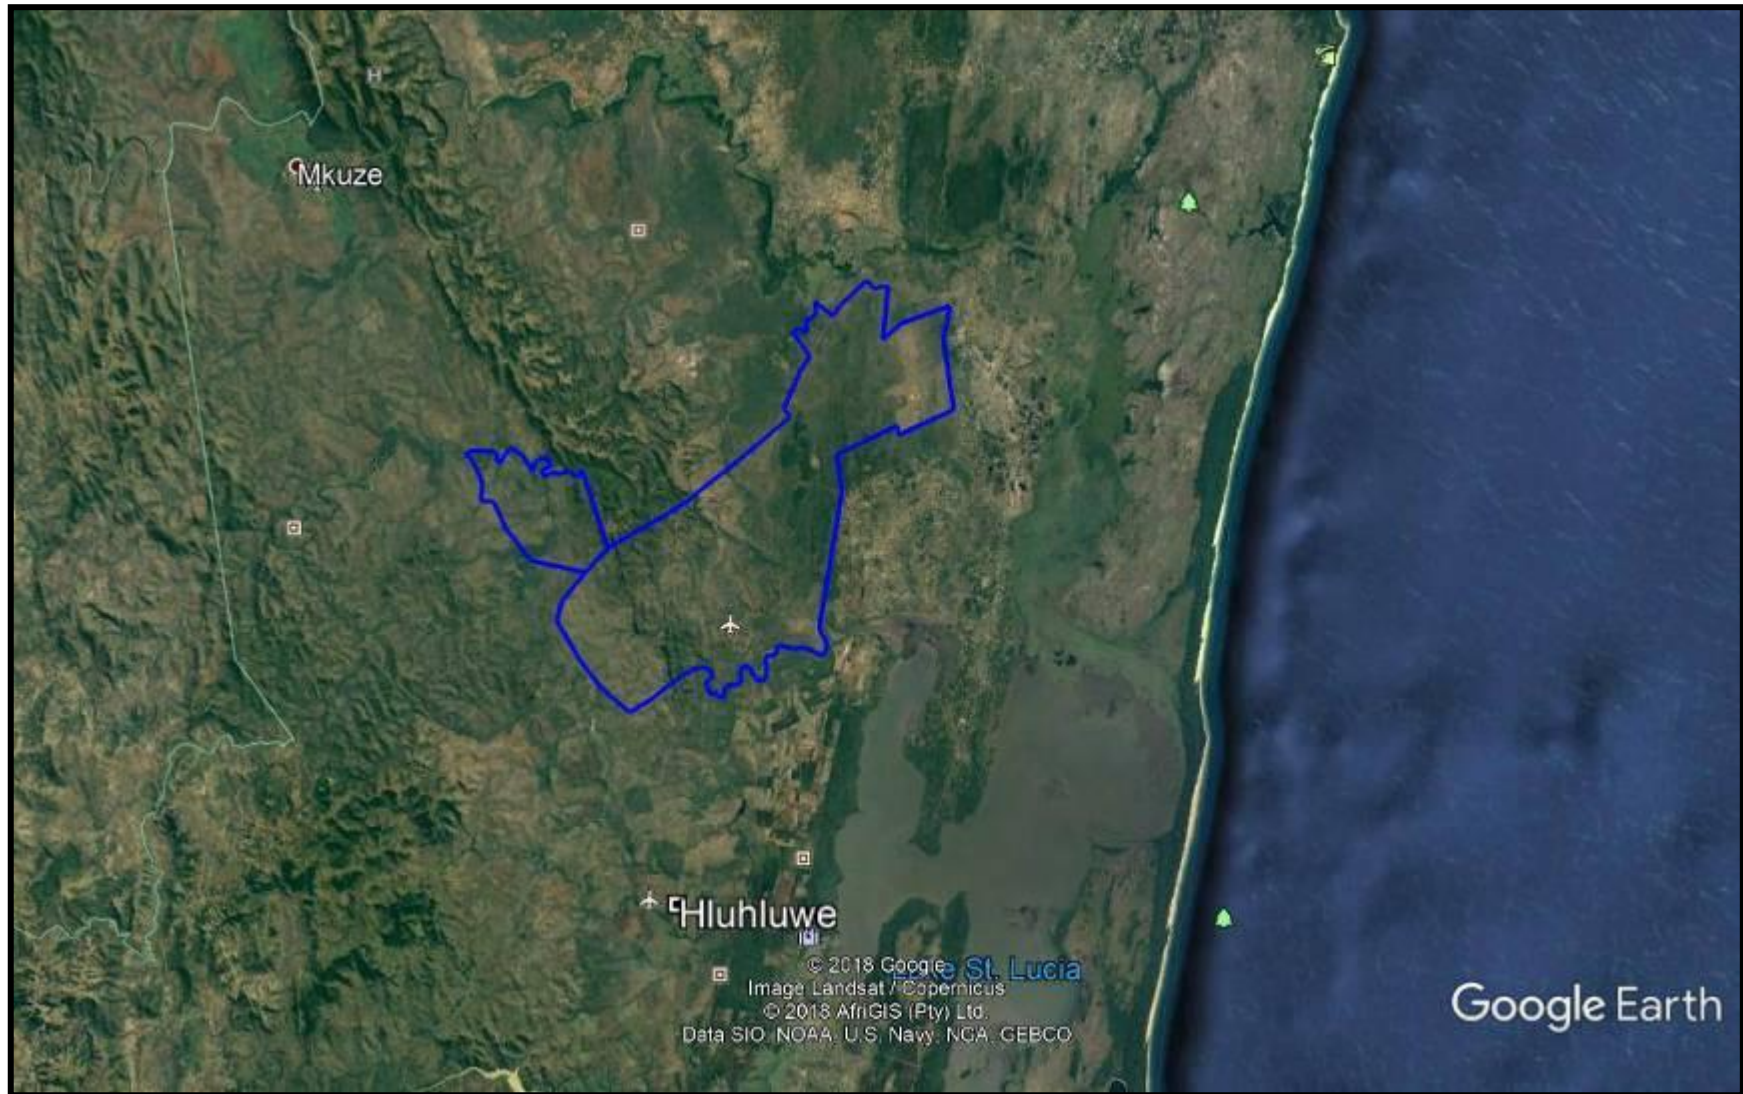 H
Mkuze
Hluhluwe
© 2018 Google
Lake St. Lucia
Image Landsat / Copernicus
© 2018 AfriGIS (Pty) Ltd.
Data SIO, NOAA, U.S. Navy, NGA, GEBCO
Google Earth